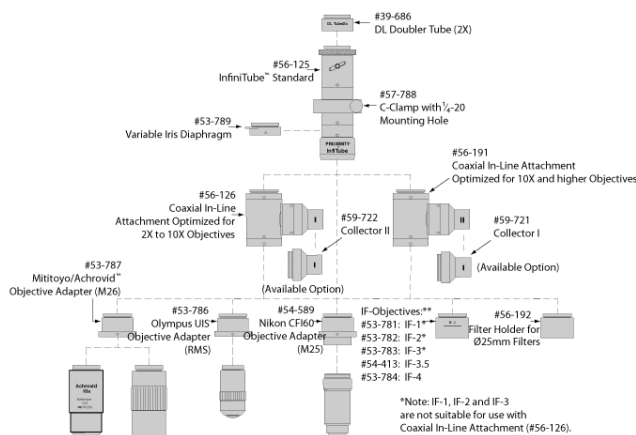 #39-686
DL Doubler Tube (2X)
#56-125
InfiniTube™ Standard
#57-788
C-Clamp with ¼-20
Mounting Hole
#53-789
Variable Iris Diaphragm
PROXIMITY
InfiniTube
#56-191
Coaxial In-Line Attachment
Optimized for 10X and higher Objectives
#56-126
Coaxial In-Line
Attachment Optimized for
2X to 10X Objectives
I
II
#59-722
Collector II
#59-721
Collector I
I
I
(Available Option)
(Available Option)
#53-787
Mititoyo/Achrovid™
Objective Adapter (M26)
#53-786
Olympus UIS
Objective Adapter
(RMS)
#54-589
Nikon CFI60
Objective Adapter
(M25)
IF-Objectives:**
#53-781: IF-1*
#53-782: IF-2*
#53-783: IF-3*
#54-413: IF-3.5
#53-784: IF-4
#56-192
Filter Holder for
Ø25mm Filters
*Note: IF-1, IF-2 and IF-3
are not suitable for use with
Coaxial In-Line Attachment (#56-126).